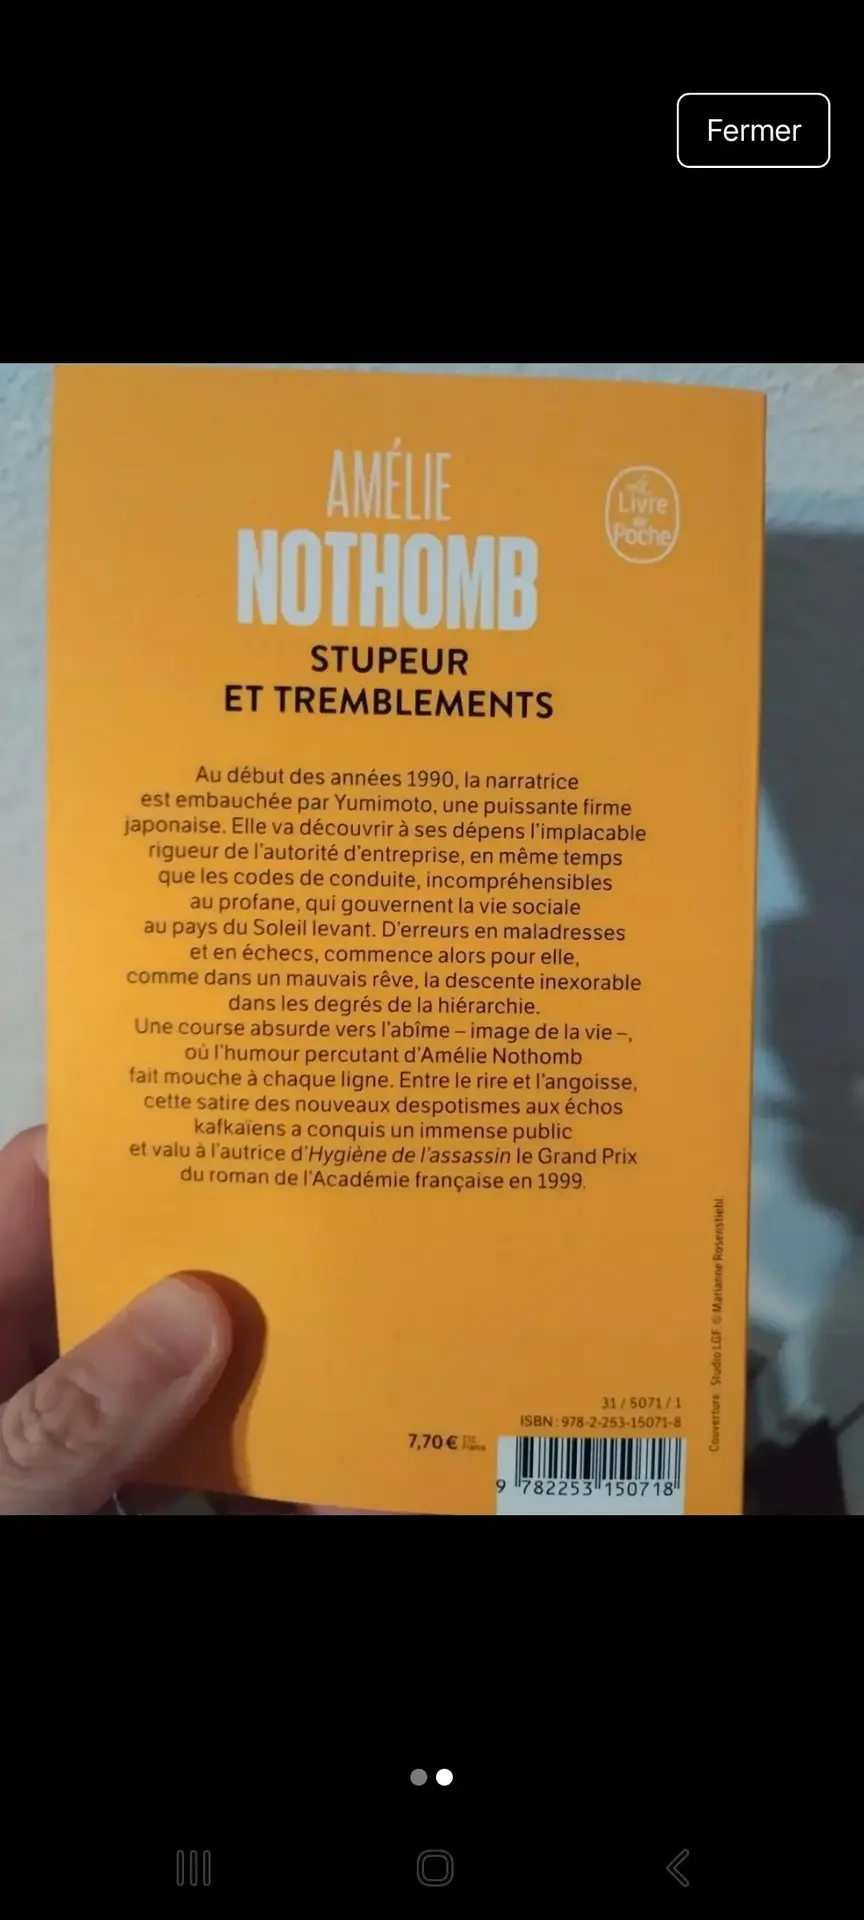 Fermer
AMÉLIE
NOTHOMB
Le
Livre
de
Poche
STUPEUR
ET TREMBLEMENTS
Au début des années 1990, la narratrice
est embauchée par Yumimoto, une puissante firme
japonaise. Elle va découvrir à ses dépens l'implacable
rigueur de l'autorité d'entreprise, en même temps
que les codes de conduite, incompréhensibles
au profane, qui gouvernent la vie sociale
au pays du Soleil levant. D'erreurs en maladresses
et en échecs, commence alors pour elle,
comme dans un mauvais rêve, la descente inexorable
dans les degrés de la hiérarchie.
Une course absurde vers l'abîme – image de la vie –,
où l'humour percutant d'Amélie Nothomb
fait mouche à chaque ligne. Entre le rire et l'angoisse,
cette satire des nouveaux despotismes aux échos
kafkaïens a conquis un immense public
et valu à l'autrice d'Hygiène de l'assassin le Grand Prix
du roman de l'Académie française en 1999.
Couverture : Studio LGF. © Marianne Rosenstiehl.
31 / 5071 / 1
ISBN : 978-2-253-15071-8
7,70 € TTC
France
9 782253 150718